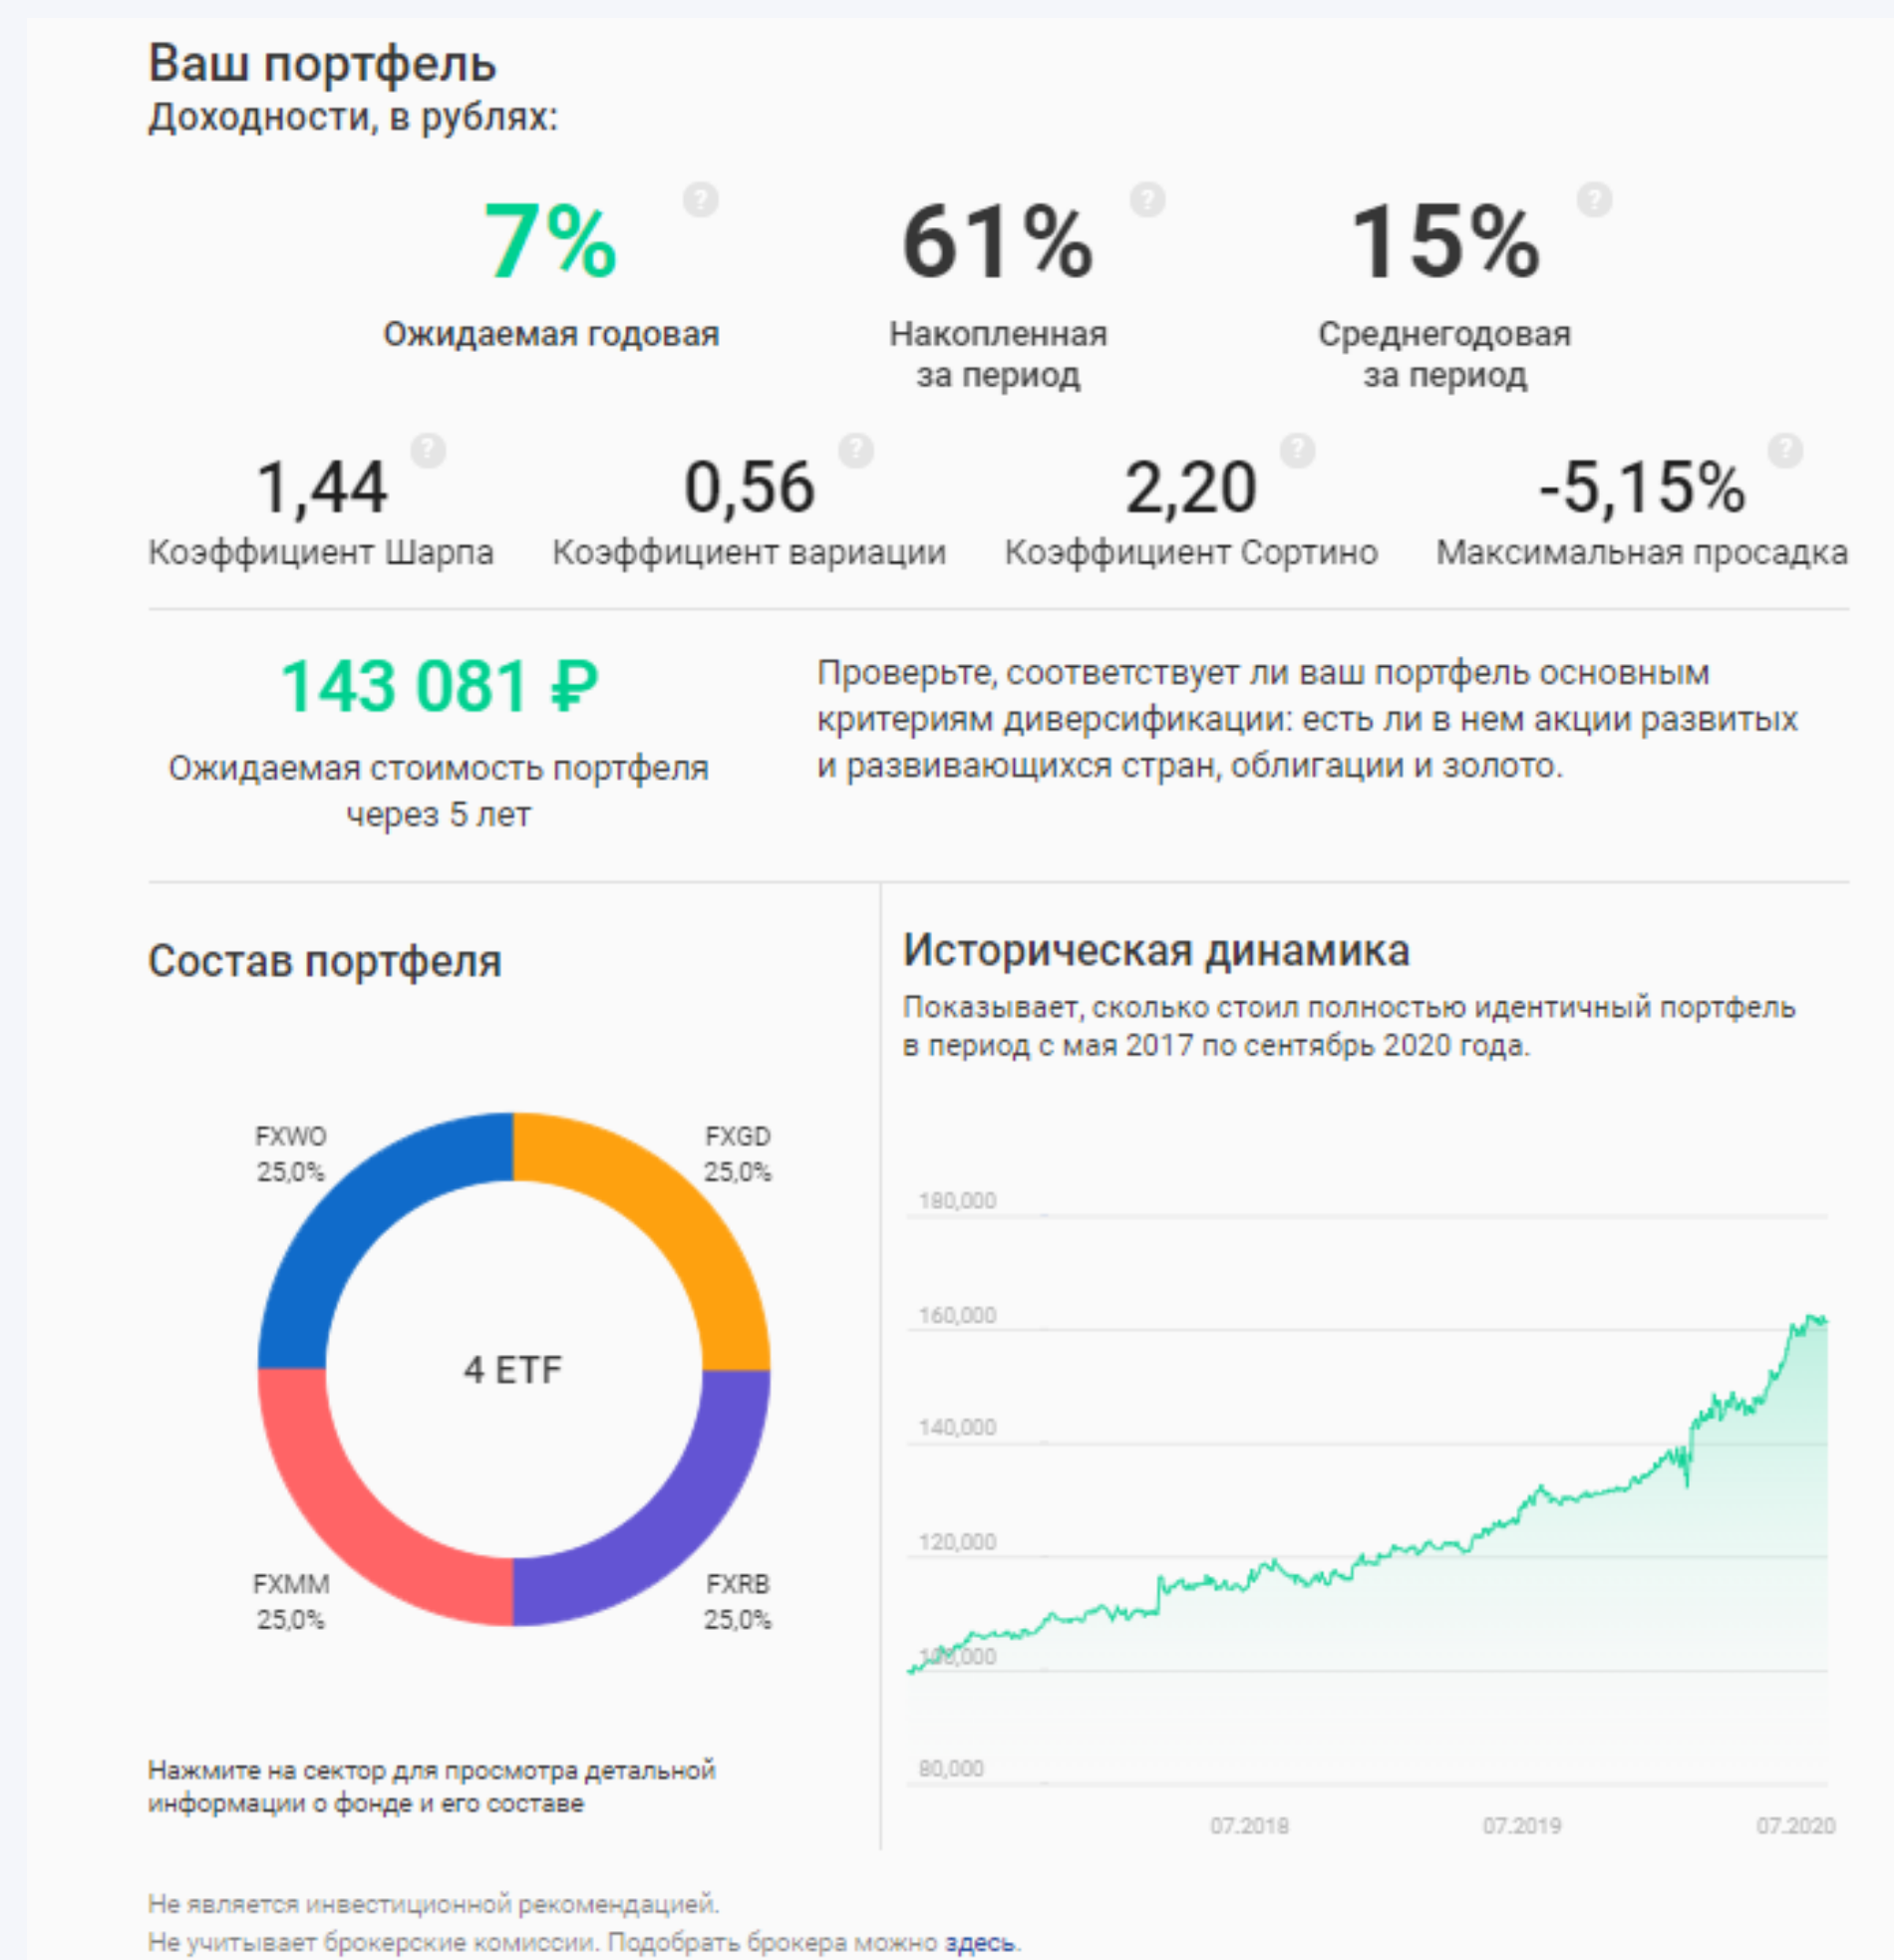 Ваш портфель
Доходности, в рублях:
7%
?
61%
?
15%
?
Ожидаемая годовая
Накопленная
за период
Среднегодовая
за период
1,44
?
0,56
?
2,20
?
-5,15%
?
Коэффициент Шарпа
Коэффициент вариации
Коэффициент Сортино
Максимальная просадка
143 081 ₽
Ожидаемая стоимость портфеля
через 5 лет
Проверьте, соответствует ли ваш портфель основным
критериям диверсификации: есть ли в нем акции развитых
и развивающихся стран, облигации и золото.
Состав портфеля
FXWO
25,0%
FXGD
25,0%
4 ETF
FXMM
25,0%
FXRB
25,0%
Нажмите на сектор для просмотра детальной
информации о фонде и его составе
Историческая динамика
Показывает, сколько стоил полностью идентичный портфель
в период с мая 2017 по сентябрь 2020 года.
180,000
160,000
140,000
120,000
100,000
80,000
07.2018
07.2019
07.2020
Не является инвестиционной рекомендацией.
Не учитывает брокерские комиссии. Подобрать брокера можно здесь.